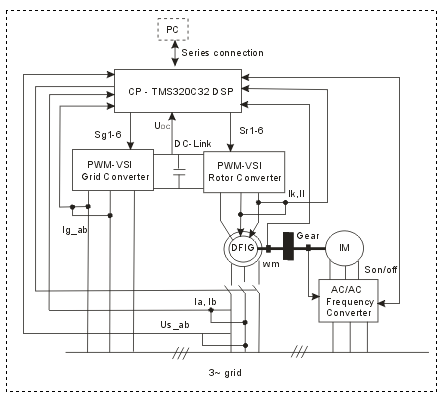 PC
Series connection
CP - TMS320C32 DSP
Sg1-6
UDC
Sr1-6
DC-Link
PWM-VSI
Grid Converter
PWM-VSI
Rotor Converter
Ik,Il
Ig_ab
DFIG
Gear
IM
wm
Son/off
AC/AC
Frequency
Converter
Ia, Ib
Us_ab
3~ grid